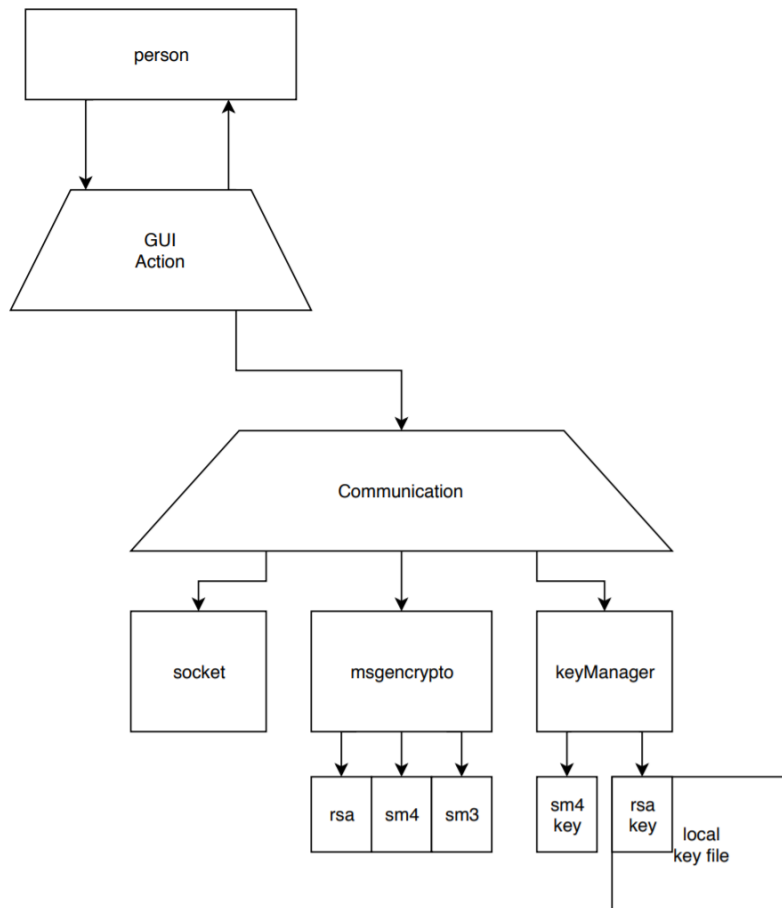 person
GUI
Action
Communication
socket
msgencrypto
keyManager
rsa
sm4
sm3
sm4
key
rsa
key
local
key file